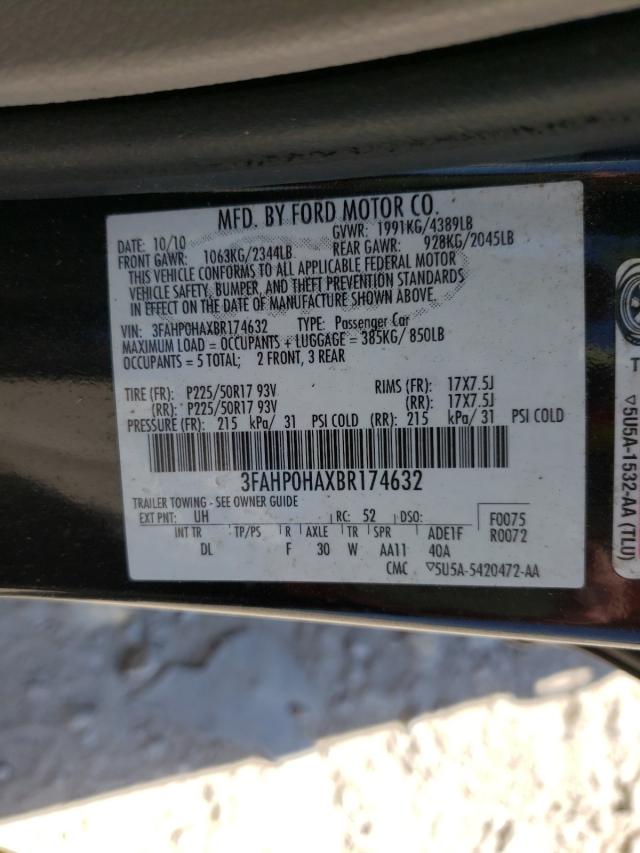 MFD. BY FORD MOTOR CO.
DATE: 10/10 GVWR: 1991KG/4389LB
FRONT GAWR: 1063KG/2344LB REAR GAWR: 928KG/2045LB
THIS VEHICLE CONFORMS TO ALL APPLICABLE FEDERAL MOTOR
VEHICLE SAFETY, BUMPER, AND THEFT PREVENTION STANDARDS
IN EFFECT ON THE DATE OF MANUFACTURE SHOWN ABOVE.
VIN: 3FAHP0HAXBR174632 TYPE: Passenger Car
MAXIMUM LOAD = OCCUPANTS + LUGGAGE = 385KG/ 850LB
OCCUPANTS = 5 TOTAL; 2 FRONT, 3 REAR
TIRE (FR): P225/50R17 93V RIMS (FR): 17X7.5J
(RR): P225/50R17 93V (RR): 17X7.5J
PRESSURE (FR): 215 kPa/ 31 PSI COLD (RR): 215 kPa/ 31 PSI COLD
3FAHP0HAXBR174632
TRAILER TOWING - SEE OWNER GUIDE
EXT PNT: UH RC: 52 DSO: F0075
INT TR TP/PS R AXLE TR SPR ADE1F R0072
DL F 30 W AA11 40A
CMC ▽5U5A-5420472-AA
▽5U5A-1532-AA (TLU)